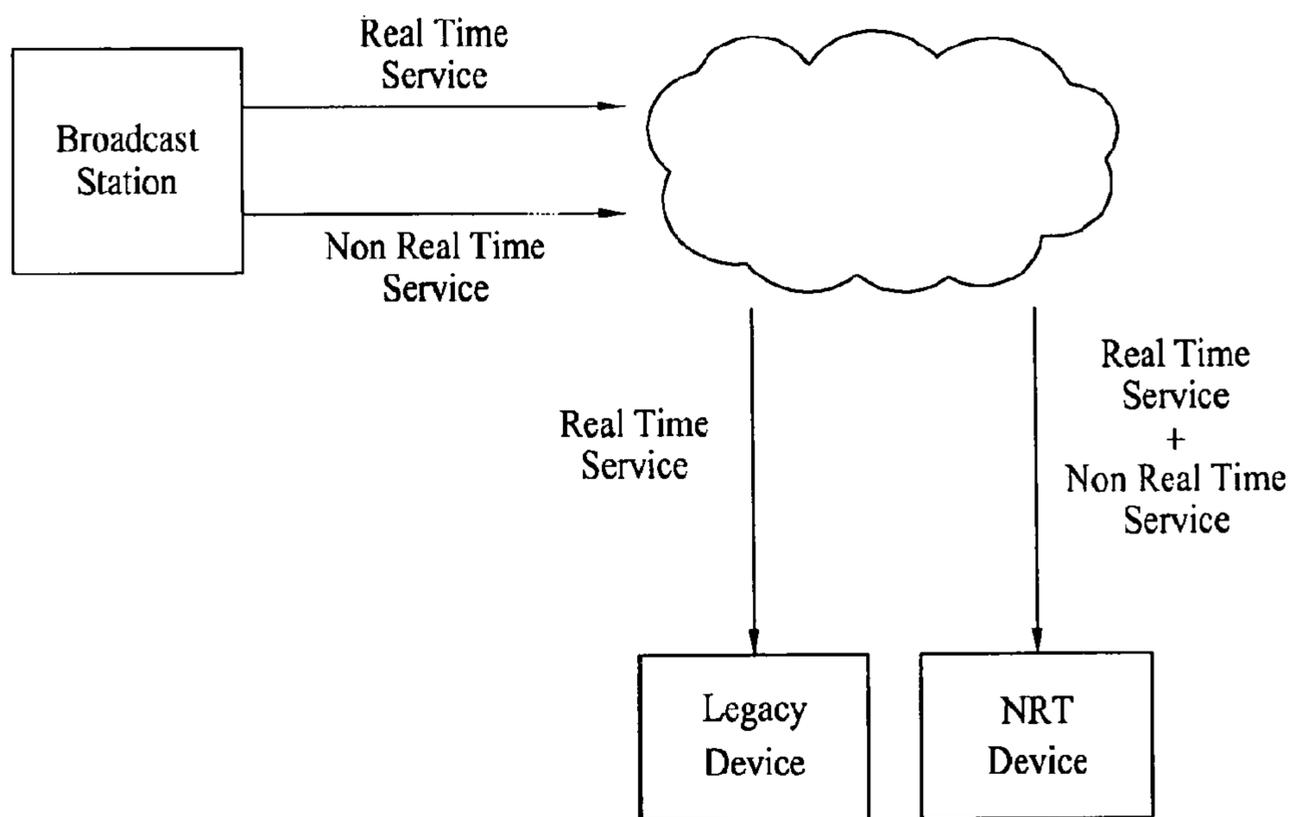 Real Time
Service
Broadcast
Station
Non Real Time
Service
Real Time
Service
Real Time
Service
+
Non Real Time
Service
Legacy
Device
NRT
Device